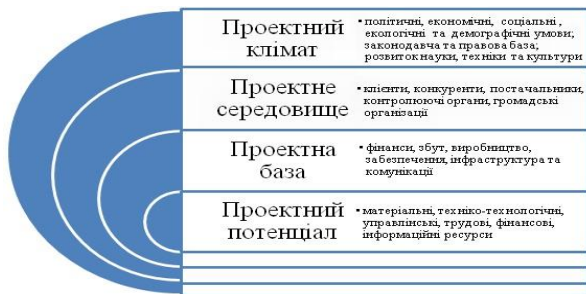 Проектний
клімат
• політичні, економічні, соціальні,
екологічні та демографічні умови;
законодавча та правова база;
розвиток науки, техніки та культури
Проектне
середовище
• клієнти, конкуренти, постачальники,
контролюючі органи, громадські
організації
Проектна
база
• фінанси, збут, виробництво,
забезпечення, інфраструктура та
комунікації
Проектний
потенціал
• матеріальні, техніко-технологічні,
управлінські, трудові, фінансові,
інформаційні ресурси